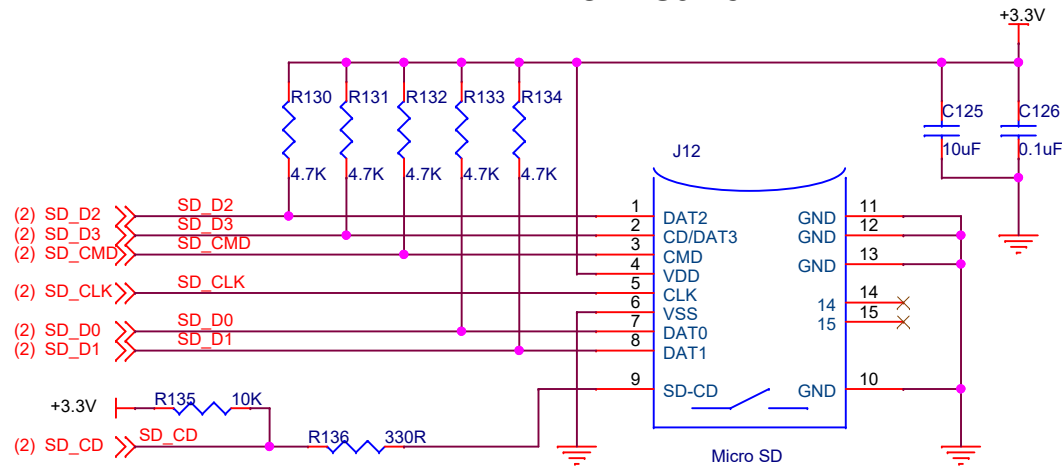 +3.3V
R130 R131 R132 R133 R134
C125 C126
10uF 0.1uF
J12
4.7K 4.7K 4.7K 4.7K 4.7K
(2) SD_D2 SD_D2 1 DAT2 GND 11
(2) SD_D3 SD_D3 2 CD/DAT3 GND 12
(2) SD_CMD SD_CMD 3 CMD GND 13
4 VDD
(2) SD_CLK SD_CLK 5 CLK 14 14
6 VSS 15 15
(2) SD_D0 SD_D0 7 DAT0
(2) SD_D1 SD_D1 8 DAT1
9 SD-CD GND 10
+3.3V R135 10K
(2) SD_CD SD_CD R136 330R
Micro SD